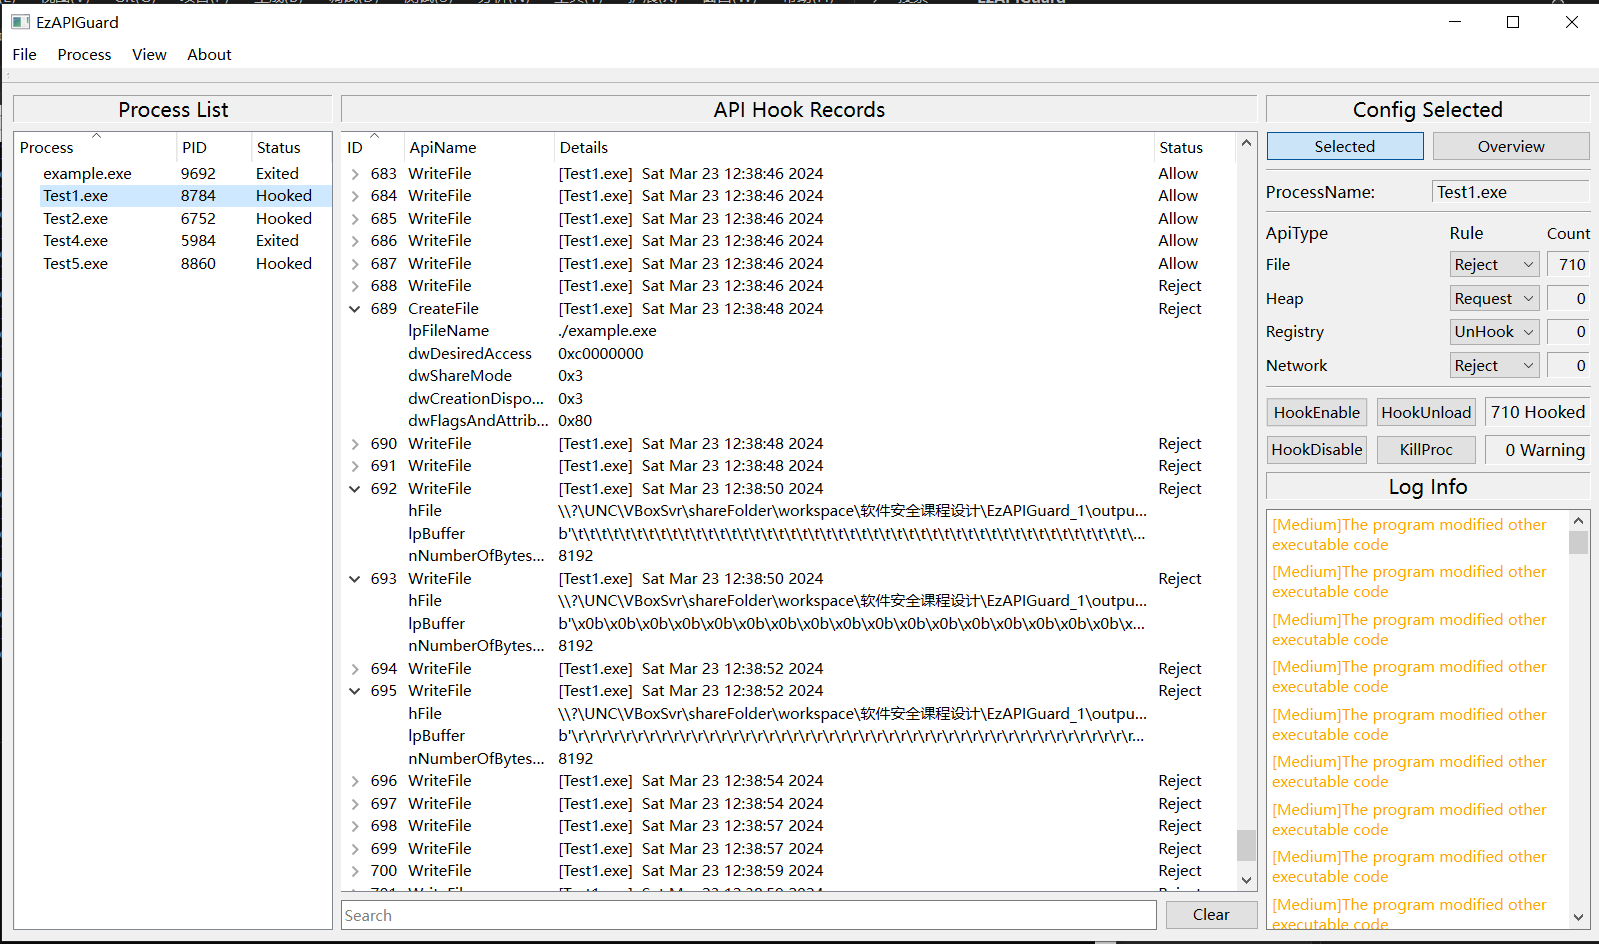 EzAPIGuard
File Process View About
Process List
Process PID Status
example.exe 9692 Exited
Test1.exe 8784 Hooked
Test2.exe 6752 Hooked
Test4.exe 5984 Exited
Test5.exe 8860 Hooked
API Hook Records
ID ApiName Details Status
683 WriteFile [Test1.exe] Sat Mar 23 12:38:46 2024 Allow
684 WriteFile [Test1.exe] Sat Mar 23 12:38:46 2024 Allow
685 WriteFile [Test1.exe] Sat Mar 23 12:38:46 2024 Allow
686 WriteFile [Test1.exe] Sat Mar 23 12:38:46 2024 Allow
687 WriteFile [Test1.exe] Sat Mar 23 12:38:46 2024 Allow
688 WriteFile [Test1.exe] Sat Mar 23 12:38:46 2024 Reject
689 CreateFile [Test1.exe] Sat Mar 23 12:38:48 2024 Reject
lpFileName ./example.exe
dwDesiredAccess 0xc0000000
dwShareMode 0x3
dwCreationDispo... 0x3
dwFlagsAndAttrib... 0x80
690 WriteFile [Test1.exe] Sat Mar 23 12:38:48 2024 Reject
691 WriteFile [Test1.exe] Sat Mar 23 12:38:48 2024 Reject
692 WriteFile [Test1.exe] Sat Mar 23 12:38:50 2024 Reject
hFile \\?\UNC\VBoxSvr\shareFolder\workspace\软件安全课程设计\EzAPIGuard_1\outpu...
lpBuffer b'\t\t\t\t\t\t\t\t\t\t\t\t\t\t\t\t\t\t\t\t\t\t\t\t\t\t\t\t\t\t\t\t\t\t\t\t\t\t\t\t\t\t\t\t\t\t\t\...
nNumberOfBytes... 8192
693 WriteFile [Test1.exe] Sat Mar 23 12:38:50 2024 Reject
hFile \\?\UNC\VBoxSvr\shareFolder\workspace\软件安全课程设计\EzAPIGuard_1\outpu...
lpBuffer b'\x0b\x0b\x0b\x0b\x0b\x0b\x0b\x0b\x0b\x0b\x0b\x0b\x0b\x0b\x0b\x0b\x0b\x...
nNumberOfBytes... 8192
694 WriteFile [Test1.exe] Sat Mar 23 12:38:52 2024 Reject
695 WriteFile [Test1.exe] Sat Mar 23 12:38:52 2024 Reject
hFile \\?\UNC\VBoxSvr\shareFolder\workspace\软件安全课程设计\EzAPIGuard_1\outpu...
lpBuffer b'\r\r\r\r\r\r\r\r\r\r\r\r\r\r\r\r\r\r\r\r\r\r\r\r\r\r\r\r\r\r\r\r\r\r\r\r\r\r\r\r\r\r\r\r\r\r\r...
nNumberOfBytes... 8192
696 WriteFile [Test1.exe] Sat Mar 23 12:38:54 2024 Reject
697 WriteFile [Test1.exe] Sat Mar 23 12:38:54 2024 Reject
698 WriteFile [Test1.exe] Sat Mar 23 12:38:57 2024 Reject
699 WriteFile [Test1.exe] Sat Mar 23 12:38:57 2024 Reject
700 WriteFile [Test1.exe] Sat Mar 23 12:38:59 2024 Reject
Search Clear
Config Selected
Selected Overview
ProcessName: Test1.exe
ApiType Rule Count
File Reject 710
Heap Request 0
Registry UnHook 0
Network Reject 0
HookEnable HookUnload 710 Hooked
HookDisable KillProc 0 Warning
Log Info
[Medium]The program modified other
executable code
[Medium]The program modified other
executable code
[Medium]The program modified other
executable code
[Medium]The program modified other
executable code
[Medium]The program modified other
executable code
[Medium]The program modified other
executable code
[Medium]The program modified other
executable code
[Medium]The program modified other
executable code
[Medium]The program modified other
executable code